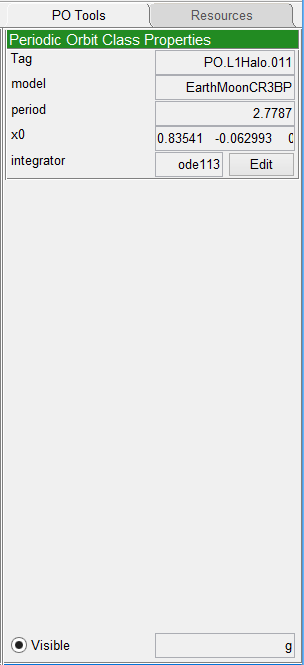 PO Tools Resources
Periodic Orbit Class Properties
Tag PO.L1Halo.011
model EarthMoonCR3BP
period 2.7787
x0 0.83541 -0.062993 0
integrator ode113 Edit
Visible g